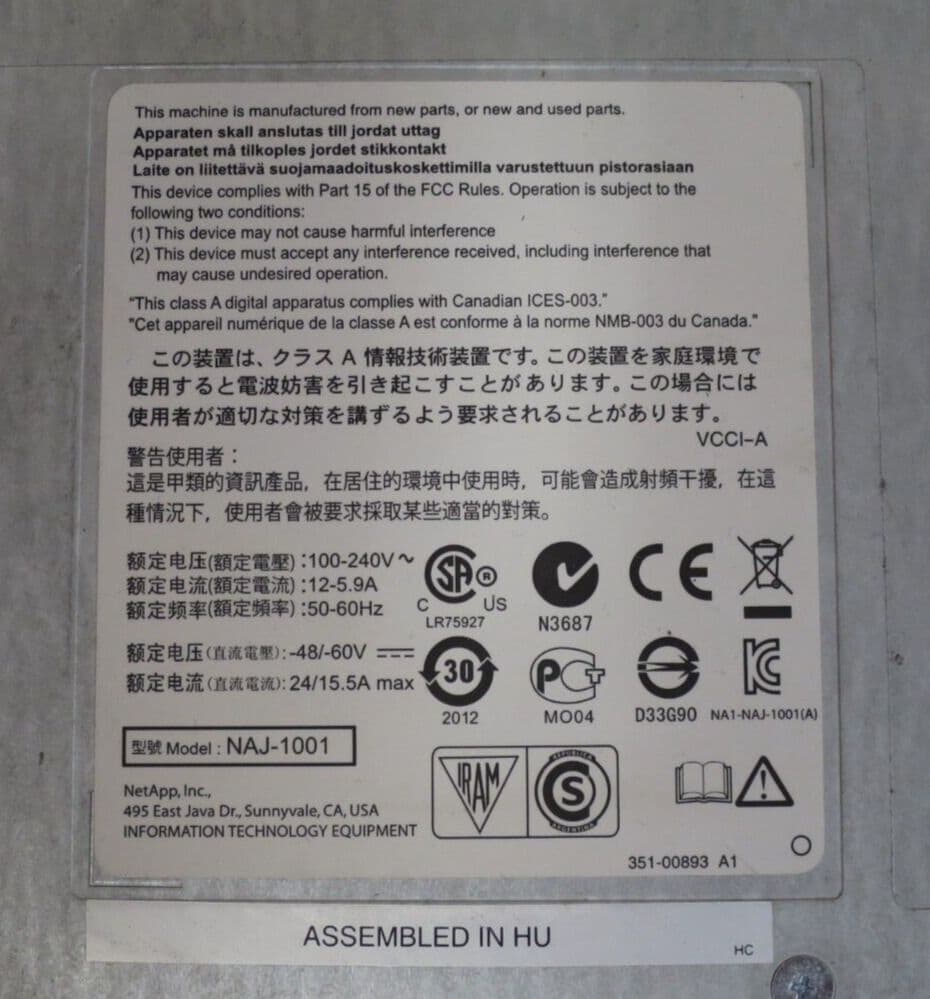 This machine is manufactured from new parts, or new and used parts.
Apparaten skall anslutas till jordat uttag
Apparatet må tilkoples jordet stikkontakt
Laite on liitettävä suojamaadoituskoskettimilla varustettuun pistorasiaan
This device complies with Part 15 of the FCC Rules. Operation is subject to the
following two conditions:
(1) This device may not cause harmful interference
(2) This device must accept any interference received, including interference that
may cause undesired operation.
"This class A digital apparatus complies with Canadian ICES-003."
"Cet appareil numérique de la classe A est conforme à la norme NMB-003 du Canada."
この装置は、クラス A 情報技術装置です。この装置を家庭環境で
使用すると電波妨害を引き起こすことがあります。この場合には
使用者が適切な対策を講ずるよう要求されることがあります。
VCCI-A
警告使用者：
這是甲類的資訊產品，在居住的環境中使用時，可能會造成射頻干擾，在這
種情況下，使用者會被要求採取某些適當的對策。
额定电压(額定電壓)：100-240V～
额定电流(額定電流)：12-5.9A
额定频率(額定頻率)：50-60Hz
SA ®
C US
LR75927
N3687
CE
额定电压(直流電壓)：-48/-60V
额定电流(直流電流)：24/15.5A max
30
2012
PCT
MO04
D33G90
KC
NA1-NAJ-1001(A)
型號 Model : NAJ-1001
NetApp, Inc.,
495 East Java Dr., Sunnyvale, CA, USA
INFORMATION TECHNOLOGY EQUIPMENT
IRAM
REPUBLICA
S
ARGENTINA
351-00893 A1
ASSEMBLED IN HU
HC